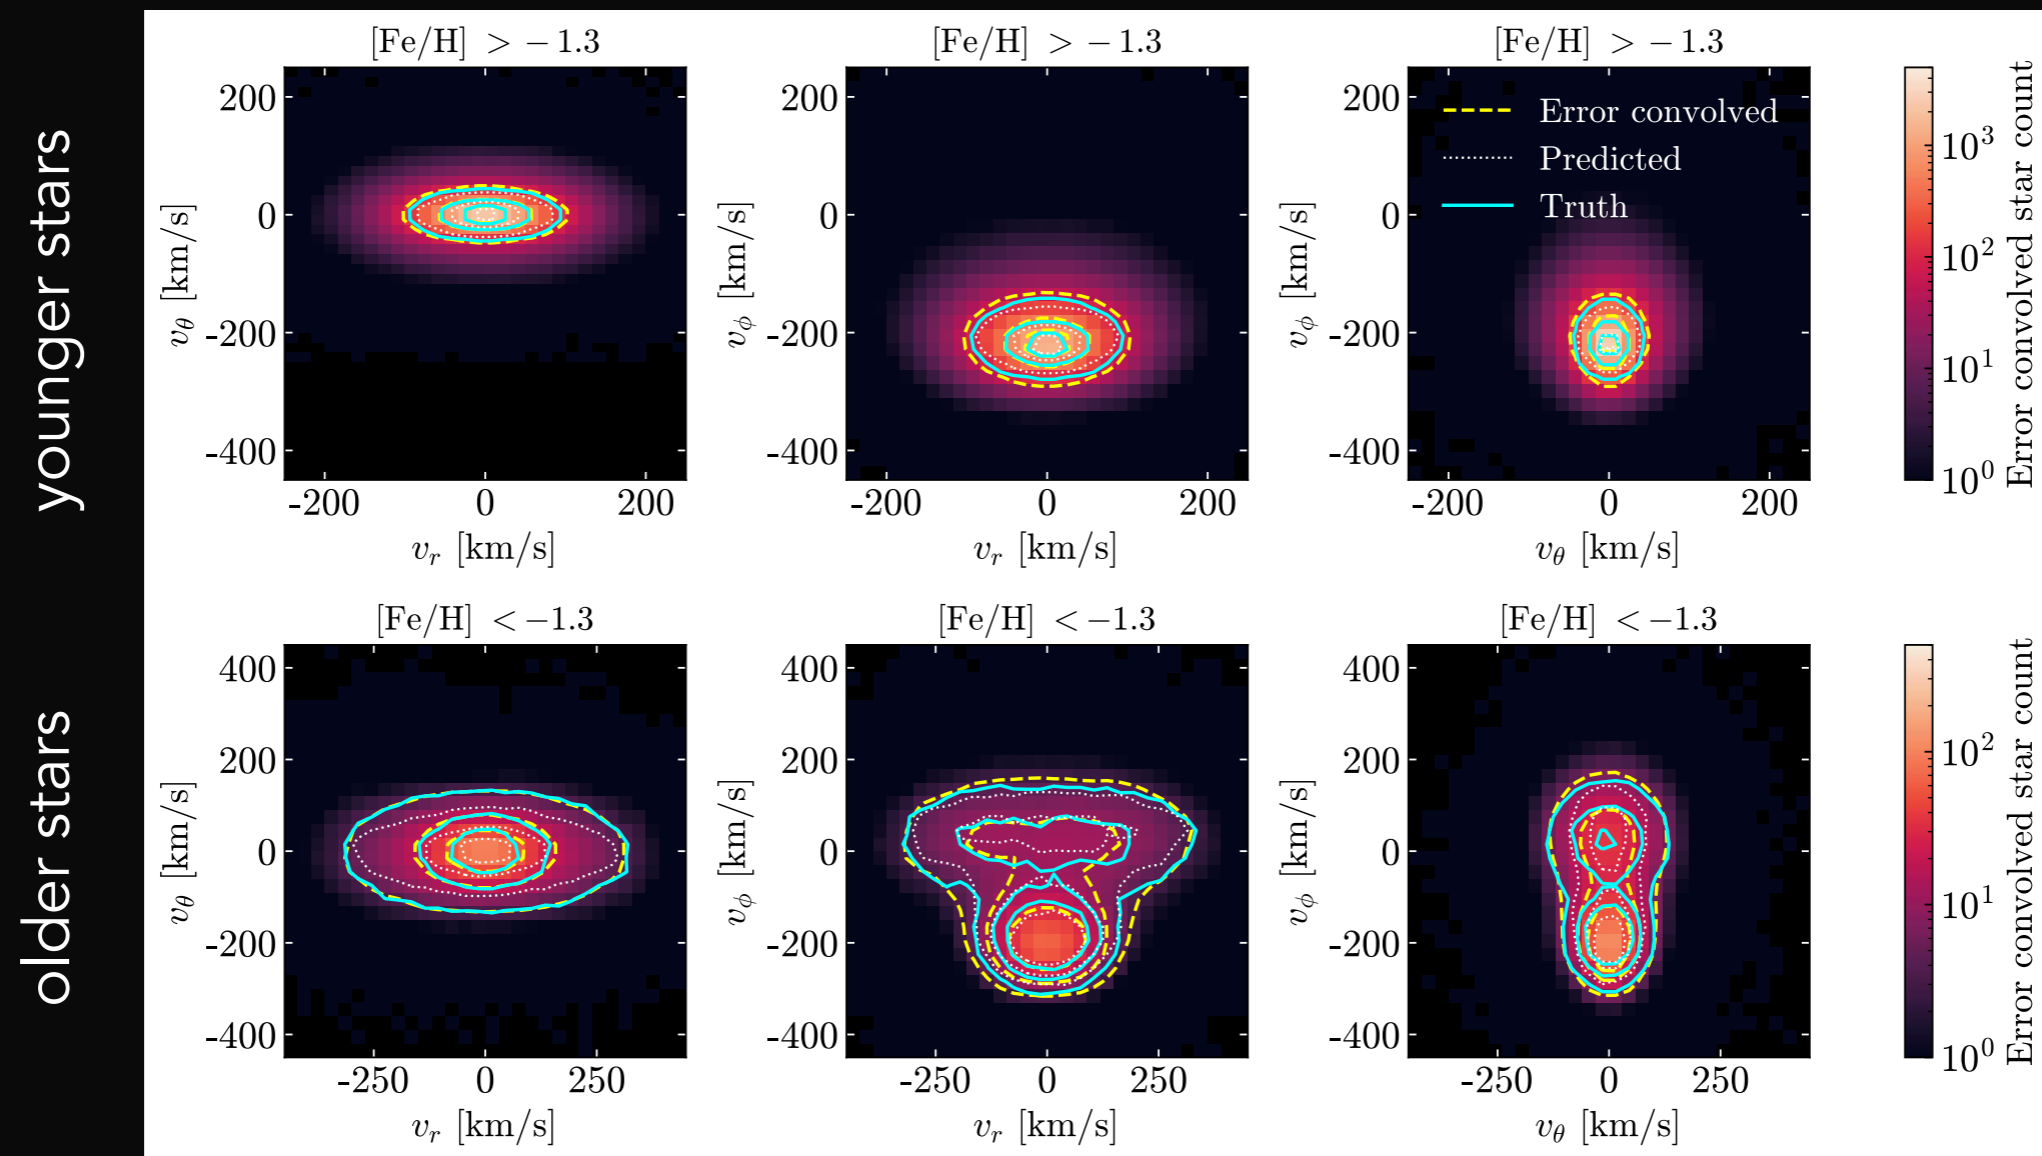 younger stars
[Fe/H] > − 1.3
[Fe/H] > − 1.3
[Fe/H] > − 1.3
200
0
-200
-400
v_θ [km/s]
-200 0 200
v_r [km/s]
200
0
-200
-400
v_ϕ [km/s]
-200 0 200
v_r [km/s]
200
0
-200
-400
v_ϕ [km/s]
Error convolved
Predicted
Truth
-200 0 200
v_θ [km/s]
10^3
10^2
10^1
10^0
Error convolved star count
older stars
[Fe/H] < −1.3
[Fe/H] < −1.3
[Fe/H] < −1.3
400
200
0
-200
-400
v_θ [km/s]
-250 0 250
v_r [km/s]
400
200
0
-200
-400
v_ϕ [km/s]
-250 0 250
v_r [km/s]
400
200
0
-200
-400
v_ϕ [km/s]
-250 0 250
v_θ [km/s]
10^2
10^1
10^0
Error convolved star count